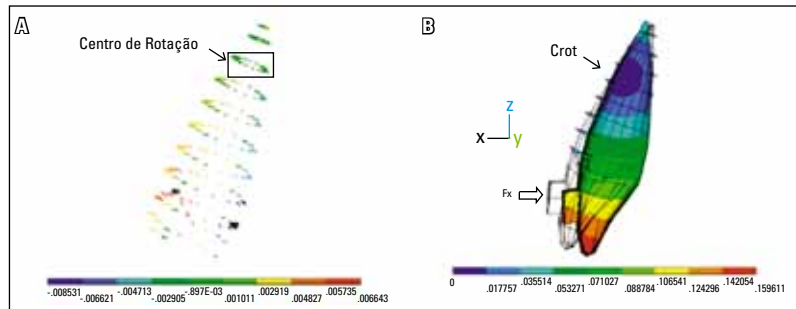 A
Centro de Rotação
-.008531
-.006621
-.004713
-.002905
-.897E-03
.001011
.002919
.004827
.005735
.006643
B
Crot
z
x
y
Fx
0
.017757
.035514
.053271
.071027
.088784
.106541
.124296
.142054
.159611